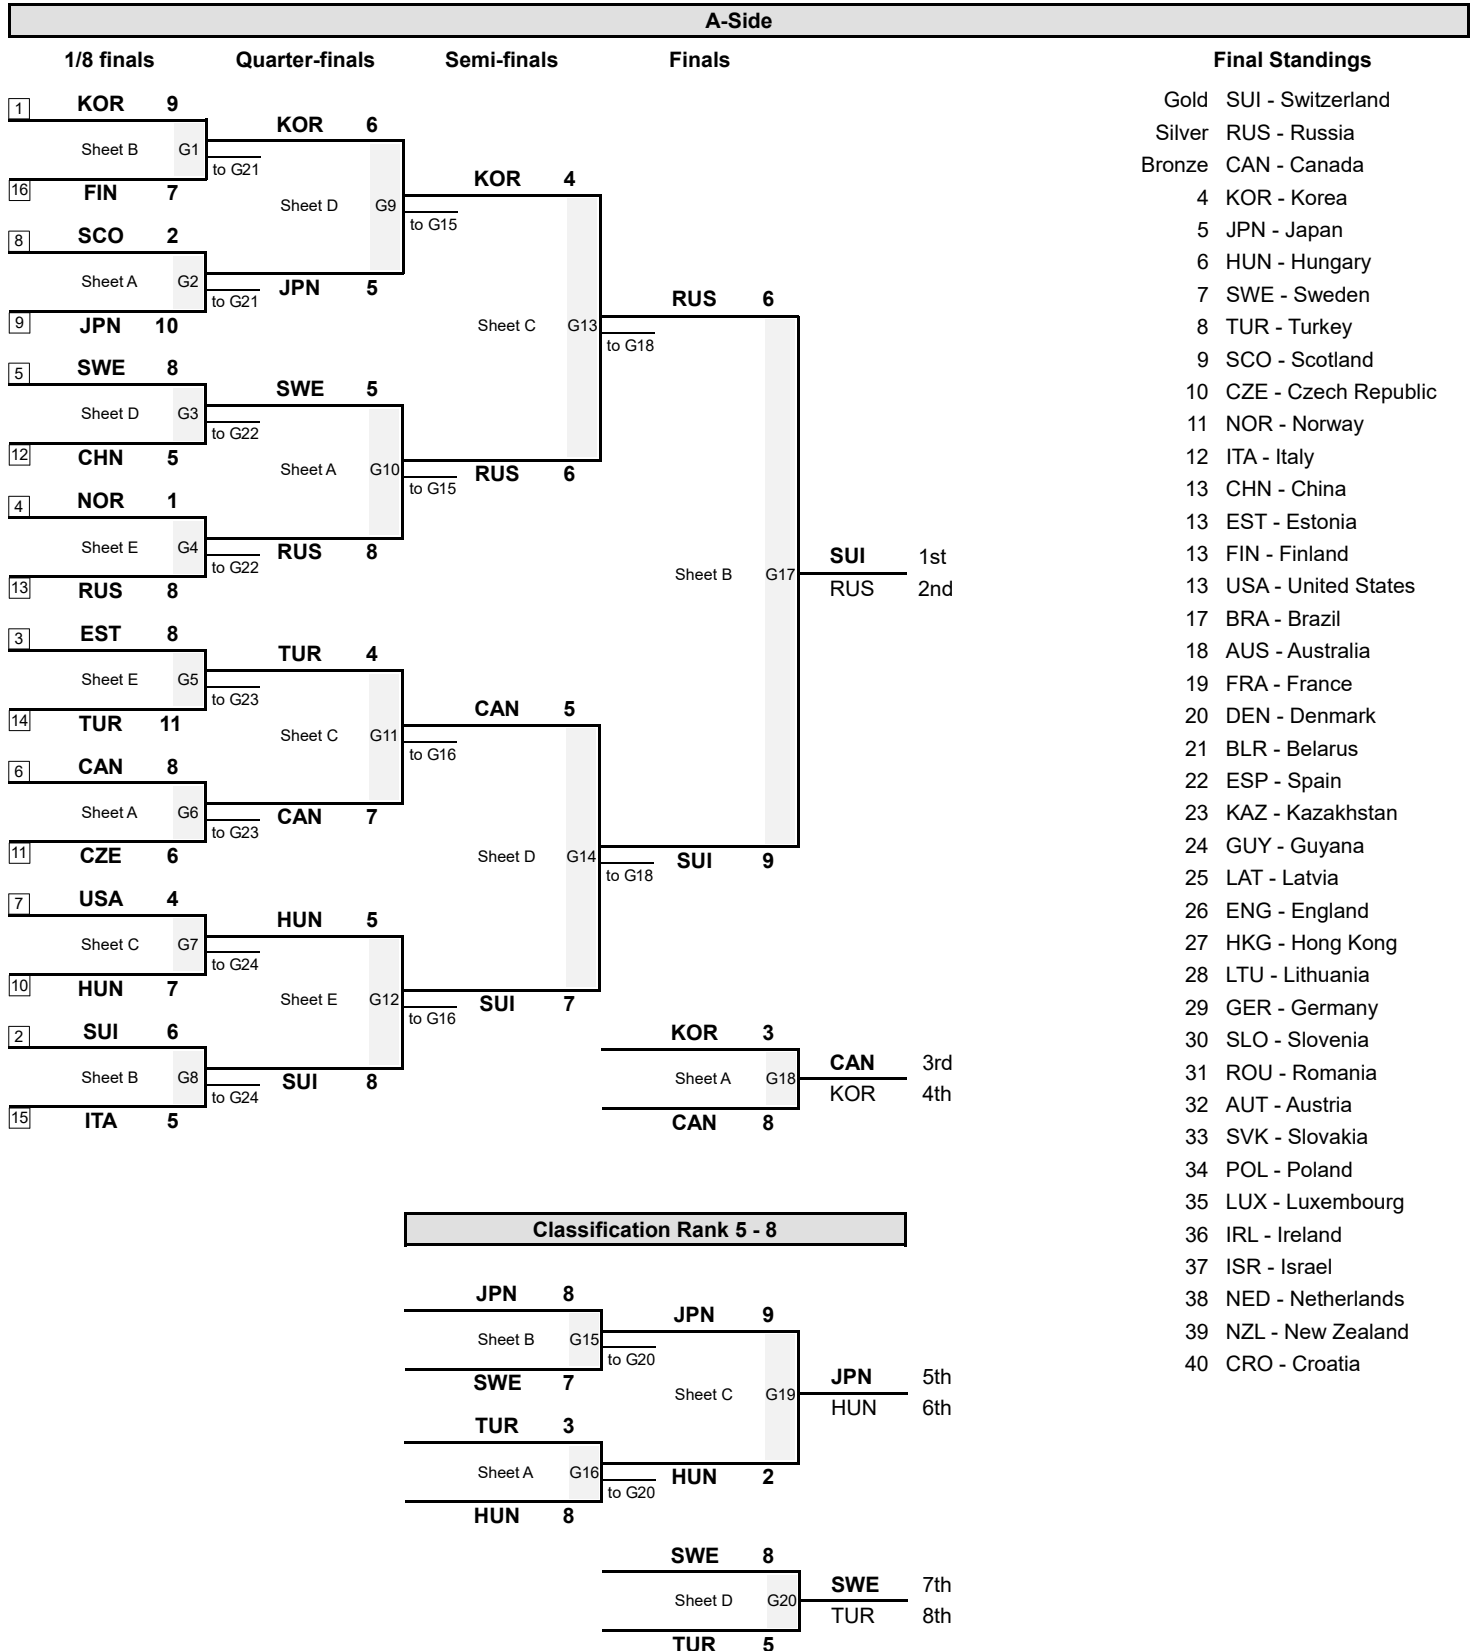 A-Side
1/8 finals Quarter-finals Semi-finals Finals Final Standings
1 KOR 9
Sheet B G1
16 FIN 7
8 SCO 2
Sheet A G2
9 JPN 10
5 SWE 8
Sheet D G3
12 CHN 5
4 NOR 1
Sheet E G4
13 RUS 8
3 EST 8
Sheet E G5
14 TUR 11
6 CAN 8
Sheet A G6
11 CZE 6
7 USA 4
Sheet C G7
10 HUN 7
2 SUI 6
Sheet B G8
15 ITA 5
KOR 6
to G21
Sheet D G9
to G21
JPN 5
SWE 5
to G22
Sheet A G10
to G22
RUS 8
TUR 4
to G23
Sheet C G11
to G23
CAN 7
HUN 5
to G24
Sheet E G12
to G24
SUI 8
KOR 4
to G15
Sheet C G13
to G15
RUS 6
CAN 5
to G16
Sheet D G14
to G16
SUI 7
RUS 6
to G18
Sheet B G17
to G18
SUI 9
SUI 1st
RUS 2nd
KOR 3
Sheet A G18
CAN 8
CAN 3rd
KOR 4th
Classification Rank 5 - 8
JPN 8
Sheet B G15
SWE 7
TUR 3
Sheet A G16
HUN 8
JPN 9
to G20
Sheet C G19
to G20
HUN 2
JPN 5th
HUN 6th
SWE 8
Sheet D G20
TUR 5
SWE 7th
TUR 8th
Gold SUI - Switzerland
Silver RUS - Russia
Bronze CAN - Canada
4 KOR - Korea
5 JPN - Japan
6 HUN - Hungary
7 SWE - Sweden
8 TUR - Turkey
9 SCO - Scotland
10 CZE - Czech Republic
11 NOR - Norway
12 ITA - Italy
13 CHN - China
13 EST - Estonia
13 FIN - Finland
13 USA - United States
17 BRA - Brazil
18 AUS - Australia
19 FRA - France
20 DEN - Denmark
21 BLR - Belarus
22 ESP - Spain
23 KAZ - Kazakhstan
24 GUY - Guyana
25 LAT - Latvia
26 ENG - England
27 HKG - Hong Kong
28 LTU - Lithuania
29 GER - Germany
30 SLO - Slovenia
31 ROU - Romania
32 AUT - Austria
33 SVK - Slovakia
34 POL - Poland
35 LUX - Luxembourg
36 IRL - Ireland
37 ISR - Israel
38 NED - Netherlands
39 NZL - New Zealand
40 CRO - Croatia